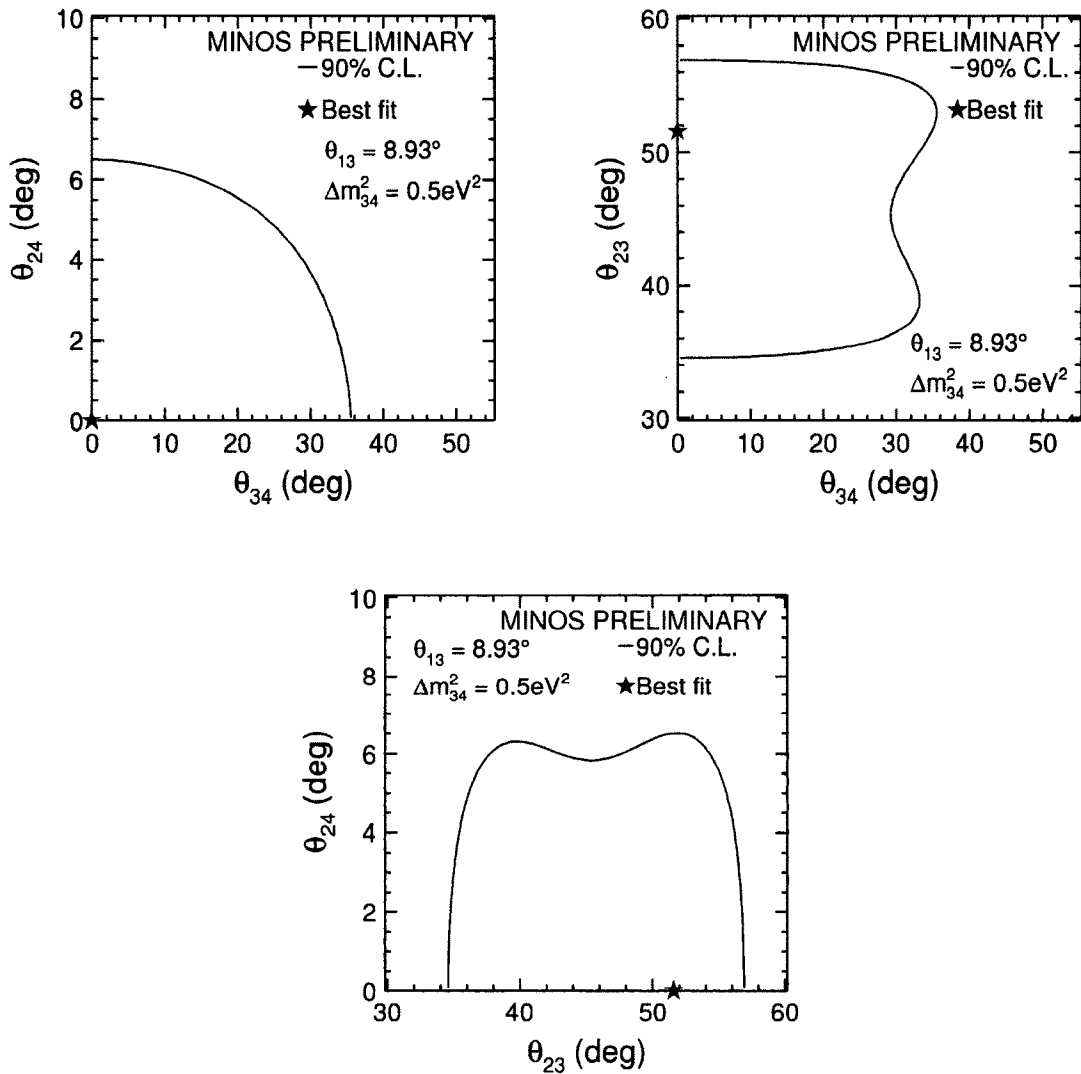 MINOS PRELIMINARY
90% C.L.
★ Best fit
θ₁₃ = 8.93°
Δm²₃₄ = 0.5eV²
10
8
6
4
2
0
θ₂₄ (deg)
0 10 20 30 40 50
θ₃₄ (deg)
MINOS PRELIMINARY
90% C.L.
★ Best fit
60
50
40
30
θ₂₃ (deg)
θ₁₃ = 8.93°
Δm²₃₄ = 0.5eV²
0 10 20 30 40 50
θ₃₄ (deg)
MINOS PRELIMINARY
θ₁₃ = 8.93°
90% C.L.
Δm²₃₄ = 0.5eV²
★ Best fit
10
8
6
4
2
0
θ₂₄ (deg)
30 40 50 60
θ₂₃ (deg)